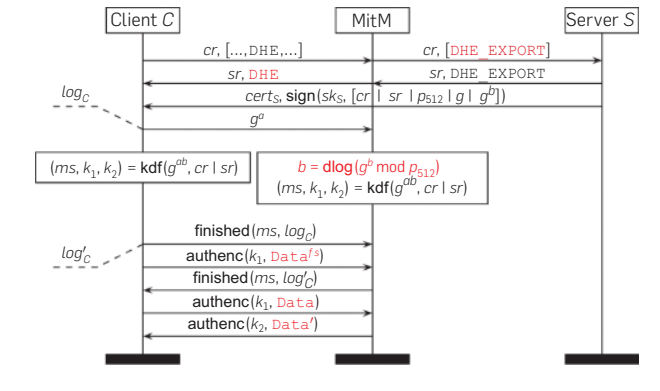 Client C MitM Server S
cr, [...,DHE,...] cr, [DHE_EXPORT]
sr, DHE sr, DHE_EXPORT
log_C certs_S, sign(sk_S, [cr | sr | p_512 | g | g^b])
g^a
(ms, k_1, k_2) = kdf(g^ab, cr | sr) b = dlog(g^b mod p_512)
(ms, k_1, k_2) = kdf(g^ab, cr | sr)
finished(ms, log_C)
log'_C authenc(k_1, Data^fs)
finished(ms, log'_C)
authenc(k_1, Data)
authenc(k_2, Data')